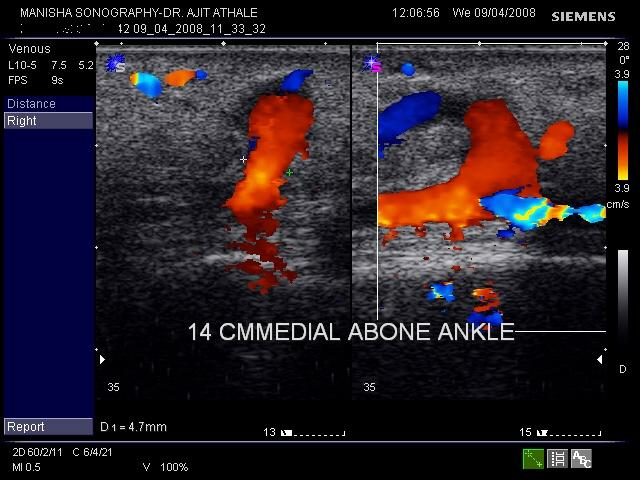 MANISHA SONOGRAPHY-DR. AJIT ATHALE 12:06:56 We 09/04/2008 SIEMENS
42 09_04_2008_11_33_32
Venous
L10-5 7.5 5.2
FPS 9s
Distance
Right
S
S
28
0°
3.9
3.9
cm/s
14 CMMEDIAL ABONE ANKLE
D
35
35
Report
D1 = 4.7mm
13
15
2D 60/2/11 C 6/4/21
MI 0.5 V 100%
ABC